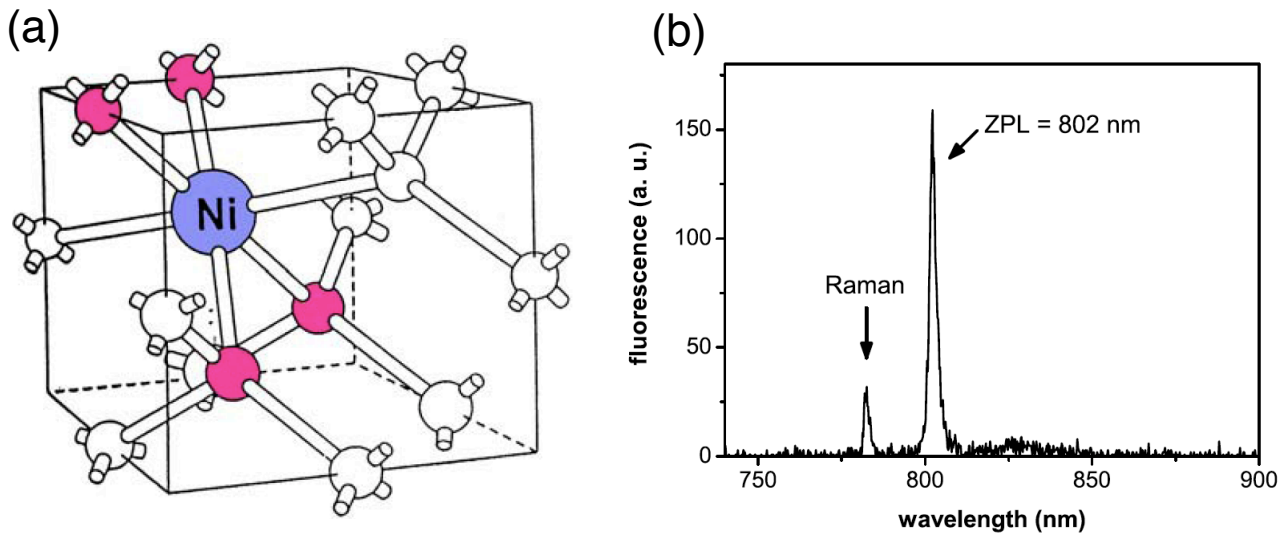 (a)
Ni
(b)
fluorescence (a. u.)
150
100
50
0
Raman
ZPL = 802 nm
750
800
850
900
wavelength (nm)